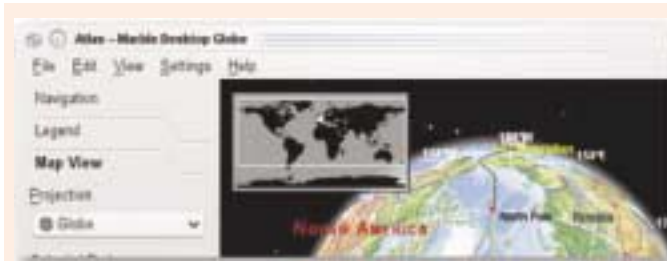 Atlas – Marble Desktop Globe
File Edit View Settings Help
Navigation
Legend
Map View
Projection
Globe
North America
North Pole